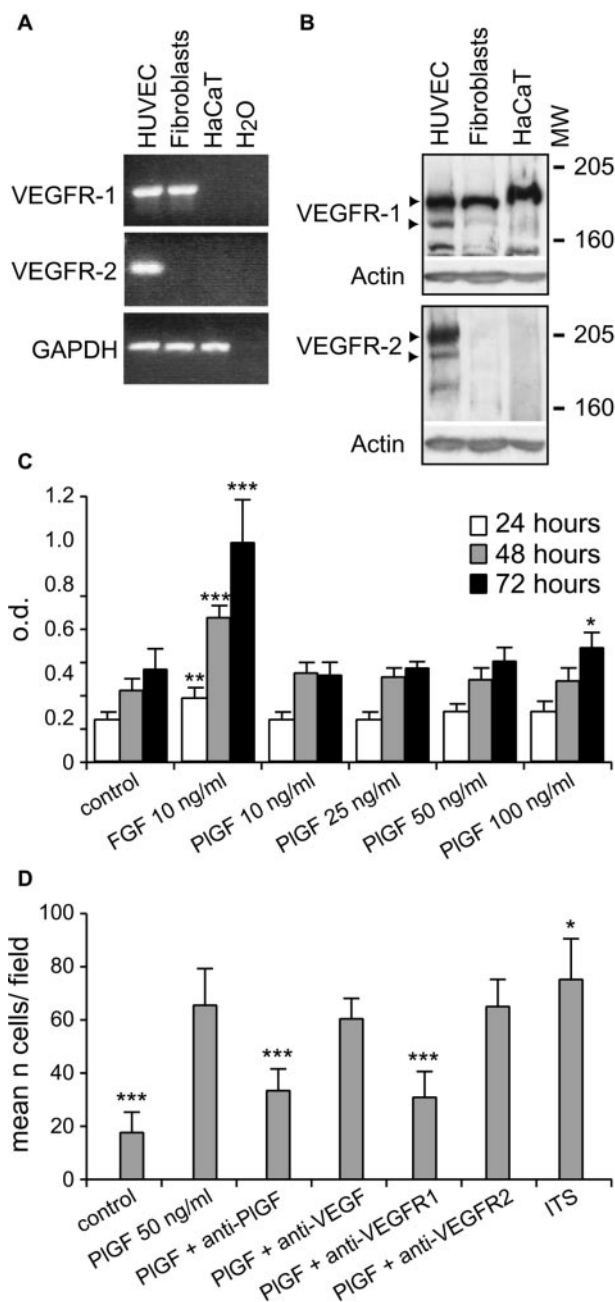 A
HUVEC
Fibroblasts
HaCaT
H2O
VEGFR-1
VEGFR-2
GAPDH
B
HUVEC
Fibroblasts
HaCaT
MW
VEGFR-1
205
160
Actin
VEGFR-2
205
160
Actin
C
o.d.
1.2
1.0
0.8
0.6
0.4
0.2
0
24 hours
48 hours
72 hours
**
***
***
*
control
FGF 10 ng/ml
PlGF 10 ng/ml
PlGF 25 ng/ml
PlGF 50 ng/ml
PlGF 100 ng/ml
D
mean n cells/ field
100
80
60
40
20
0
***
***
***
*
control
PlGF 50 ng/ml
PlGF + anti-PlGF
PlGF + anti-VEGF
PlGF + anti-VEGFR1
PlGF + anti-VEGFR2
ITS